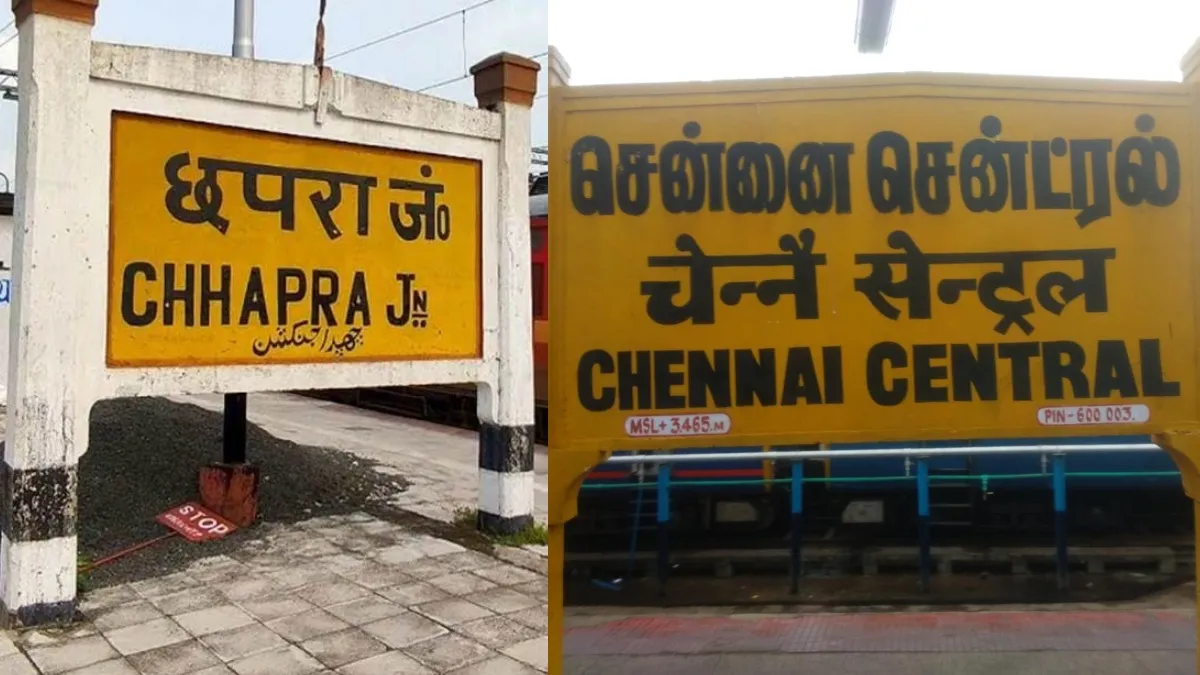 छपरा जं०
CHHAPRA JN
چھپرا جنکشن
STOP
சென்னை சென்ட்ரல்
चेन्नै सेन्ट्रल
CHENNAI CENTRAL
MSL+ 3.465.M
PIN-600 003.